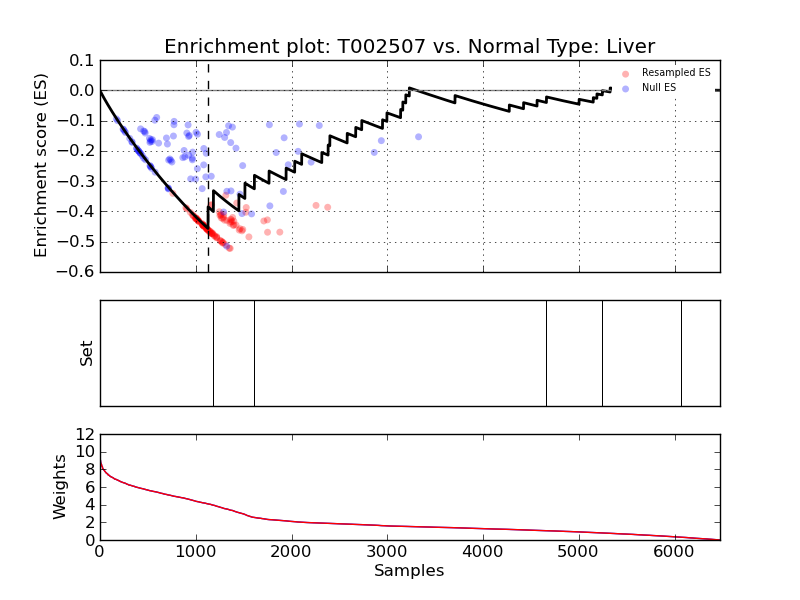 Enrichment plot: T002507 vs. Normal Type: Liver
Enrichment score (ES)
0.1
0.0
−0.1
−0.2
−0.3
−0.4
−0.5
−0.6
Resampled ES
Null ES
Set
Weights
12
10
8
6
4
2
0
0 1000 2000 3000 4000 5000 6000
Samples